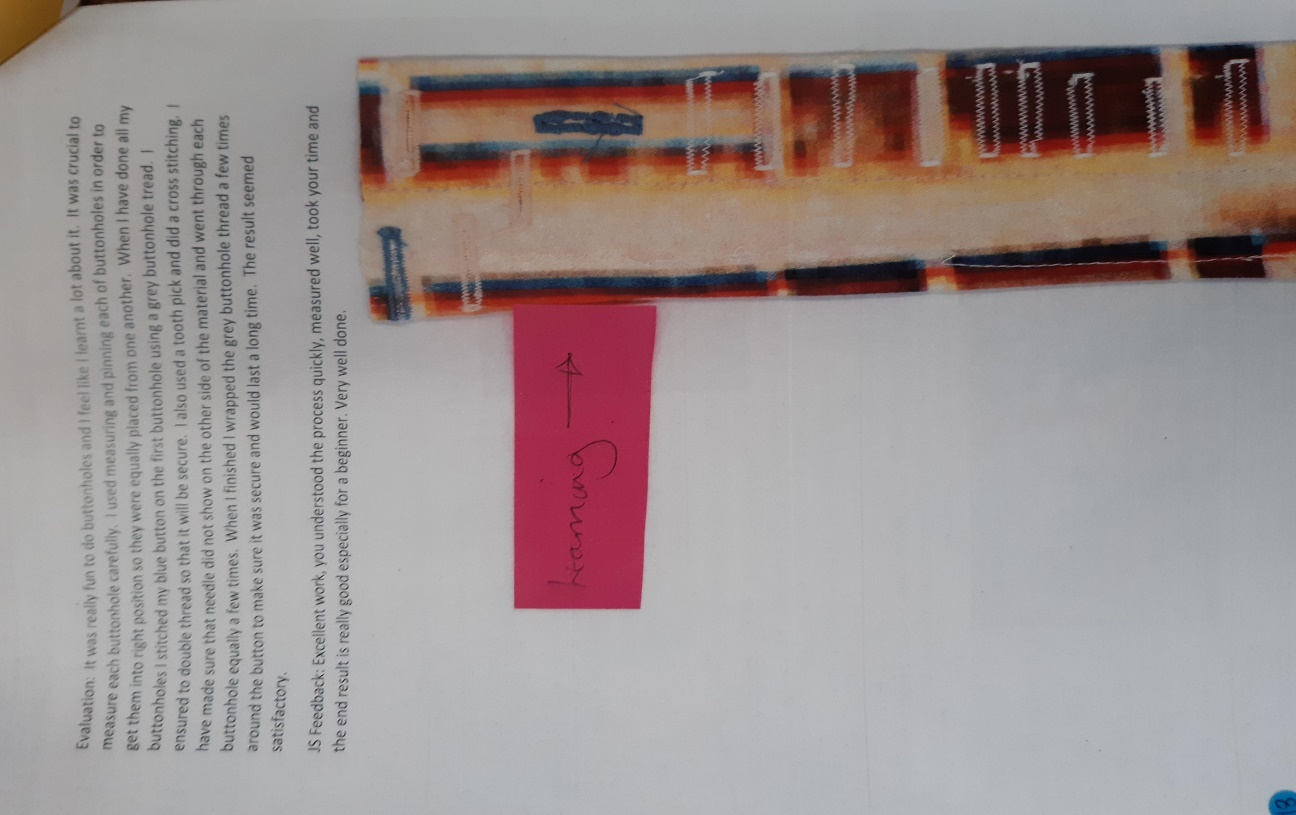 Evaluation: It was really fun to do buttonholes and I feel like I learnt a lot about it. It was crucial to
measure each buttonhole carefully. I used measuring and pinning each of buttonholes in order to
get them into right position so they were equally placed from one another. When I have done all my
buttonholes I stitched my blue button on the first buttonhole using a grey buttonhole tread. I
ensured to double thread so that it will be secure. I also used a tooth pick and did a cross stitching. I
have made sure that needle did not show on the other side of the material and went through each
buttonhole equally a few times. When I finished I wrapped the grey buttonhole thread a few times
around the button to make sure it was secure and would last a long time. The result seemed
satisfactory.
JS Feedback: Excellent work, you understood the process quickly, measured well, took your time and
the end result is really good especially for a beginner. Very well done.
13